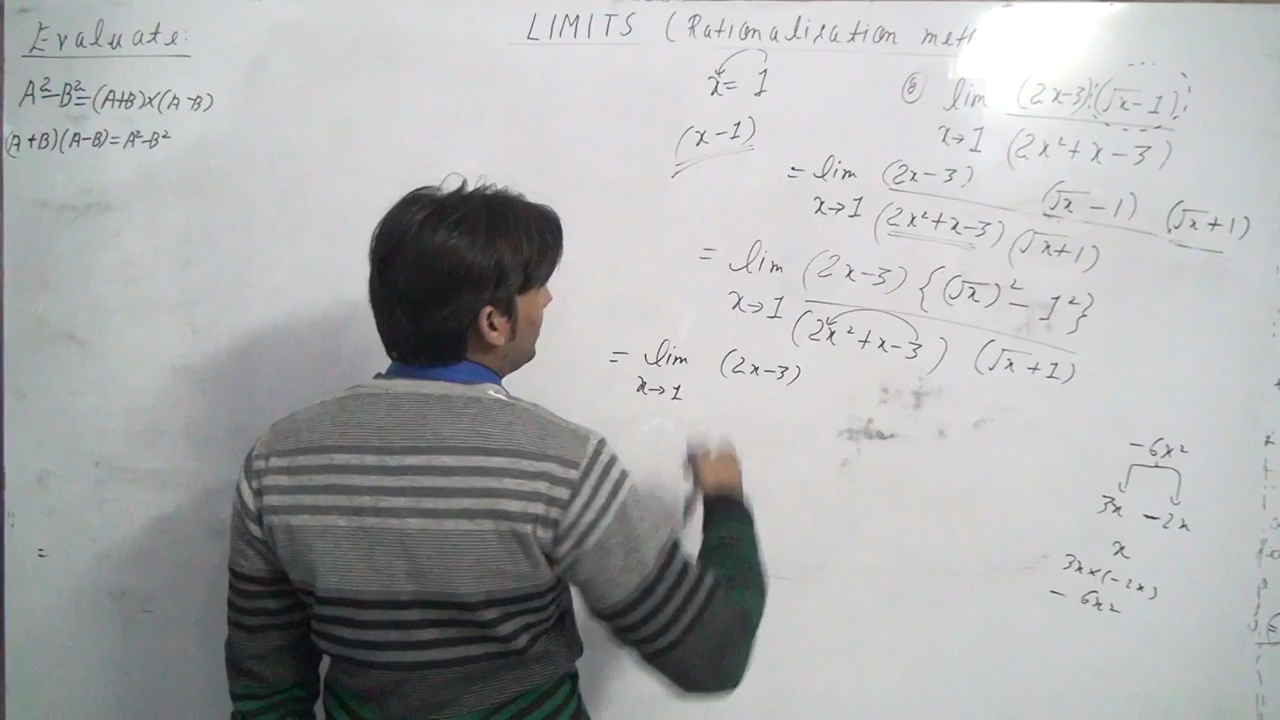 Evaluate:
A²-B²=(A+B)×(A-B)
(A+B)(A-B)=A²-B²
=
LIMITS (Rationalization meth
x= 1
(x-1)
⑧ lim (2x-3)(√x-1)
x→1 (2x²+x-3)
= lim (2x-3) (√x-1) (√x+1)
x→1 (2x²+x-3)(√x+1)
= lim (2x-3) {(√x)²-1²}
x→1 (2x²+x-3) (√x+1)
= lim (2x-3)
x→1
-6x²
3x -2x
x
3x×(-2x)
-6x²